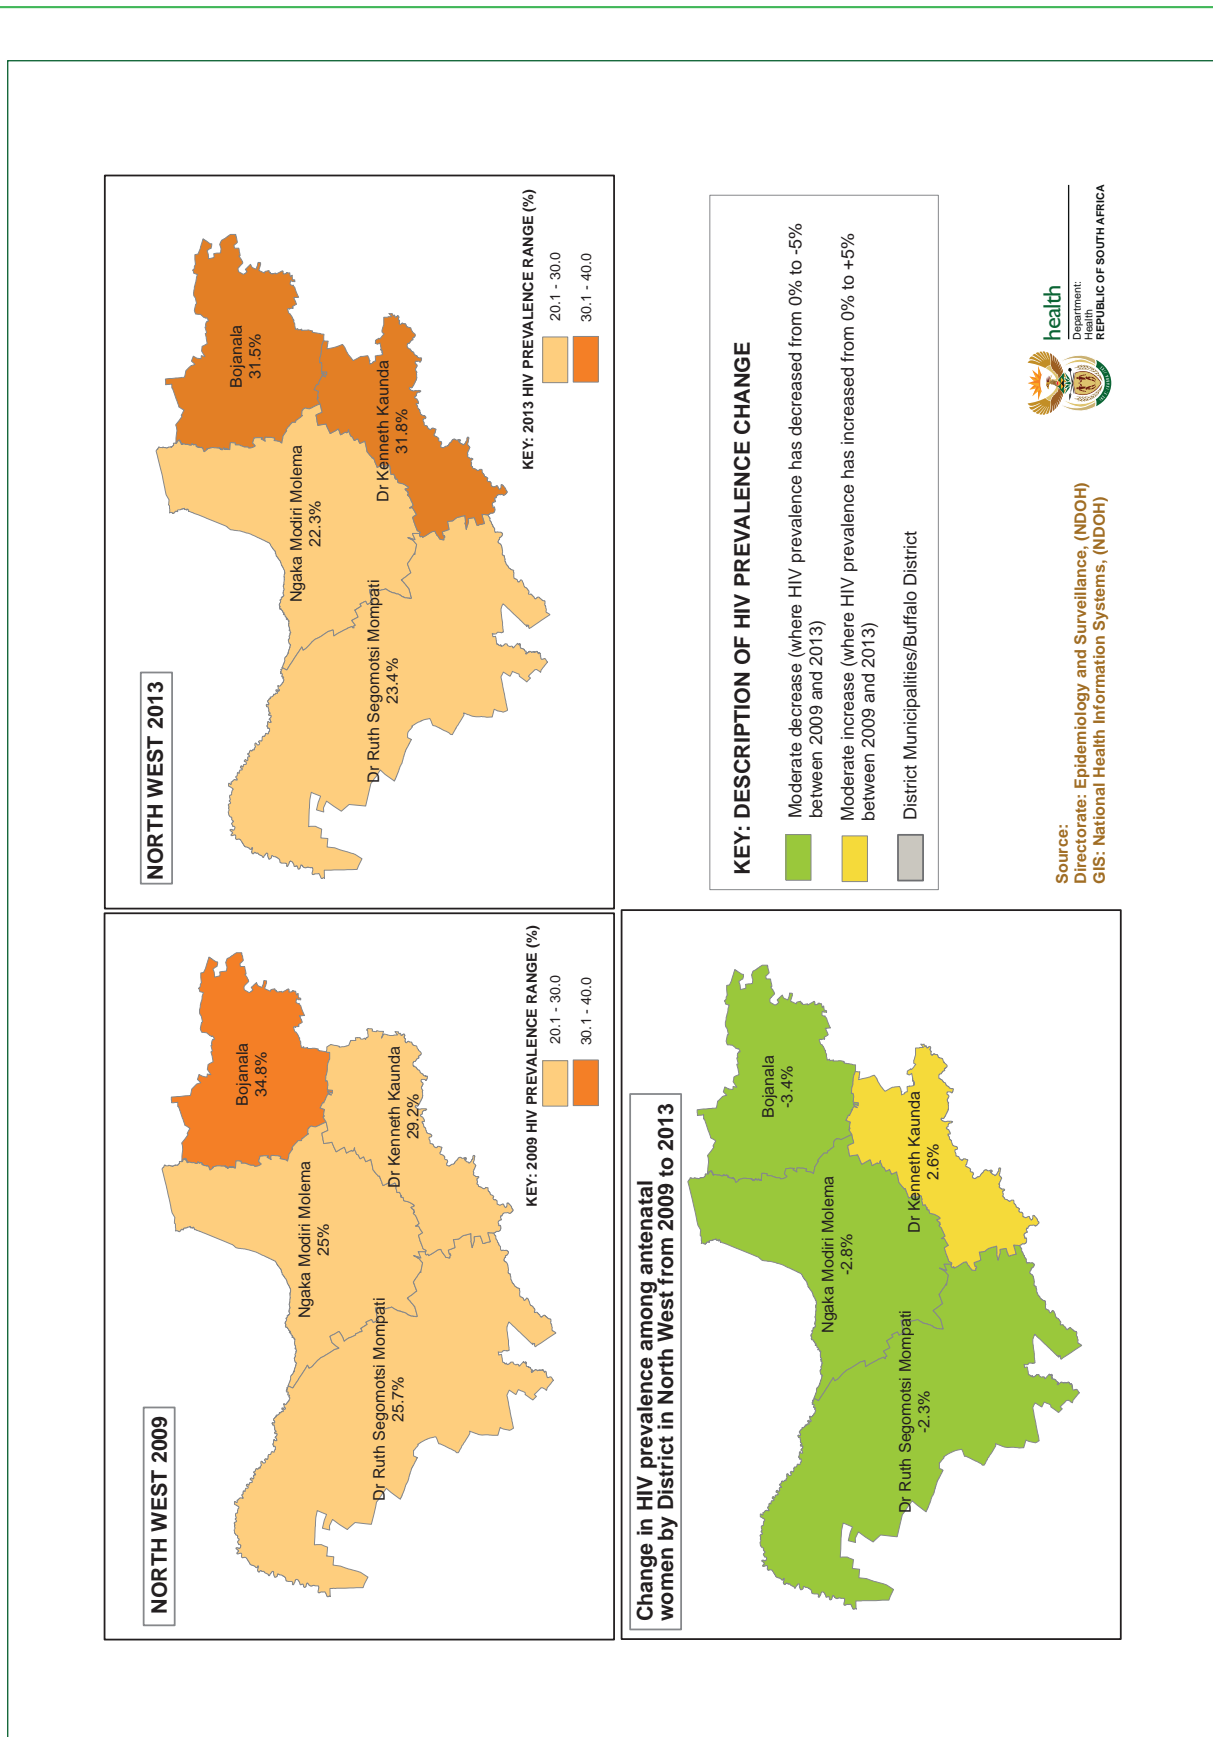 NORTH WEST 2009
Bojanala
34.8%
Ngaka Modiri Molema
25%
Dr Kenneth Kaunda
29.2%
Dr Ruth Segomotsi Mompati
25.7%
KEY: 2009 HIV PREVALENCE RANGE (%)
20.1 - 30.0
30.1 - 40.0
NORTH WEST 2013
Bojanala
31.5%
Ngaka Modiri Molema
22.3%
Dr Kenneth Kaunda
31.8%
Dr Ruth Segomotsi Mompati
23.4%
KEY: 2013 HIV PREVALENCE RANGE (%)
20.1 - 30.0
30.1 - 40.0
Change in HIV prevalence among antenatal
women by District in North West from 2009 to 2013
Bojanala
-3.4%
Ngaka Modiri Molema
-2.8%
Dr Kenneth Kaunda
2.6%
Dr Ruth Segomotsi Mompati
-2.3%
KEY: DESCRIPTION OF HIV PREVALENCE CHANGE
Moderate decrease (where HIV prevalence has decreased from 0% to -5%
between 2009 and 2013)
Moderate increase (where HIV prevalence has increased from 0% to +5%
between 2009 and 2013)
District Municipalities/Buffalo District
Source:
Directorate: Epidemiology and Surveillance, (NDOH)
GIS: National Health Information Systems, (NDOH)
health
Department:
Health
REPUBLIC OF SOUTH AFRICA